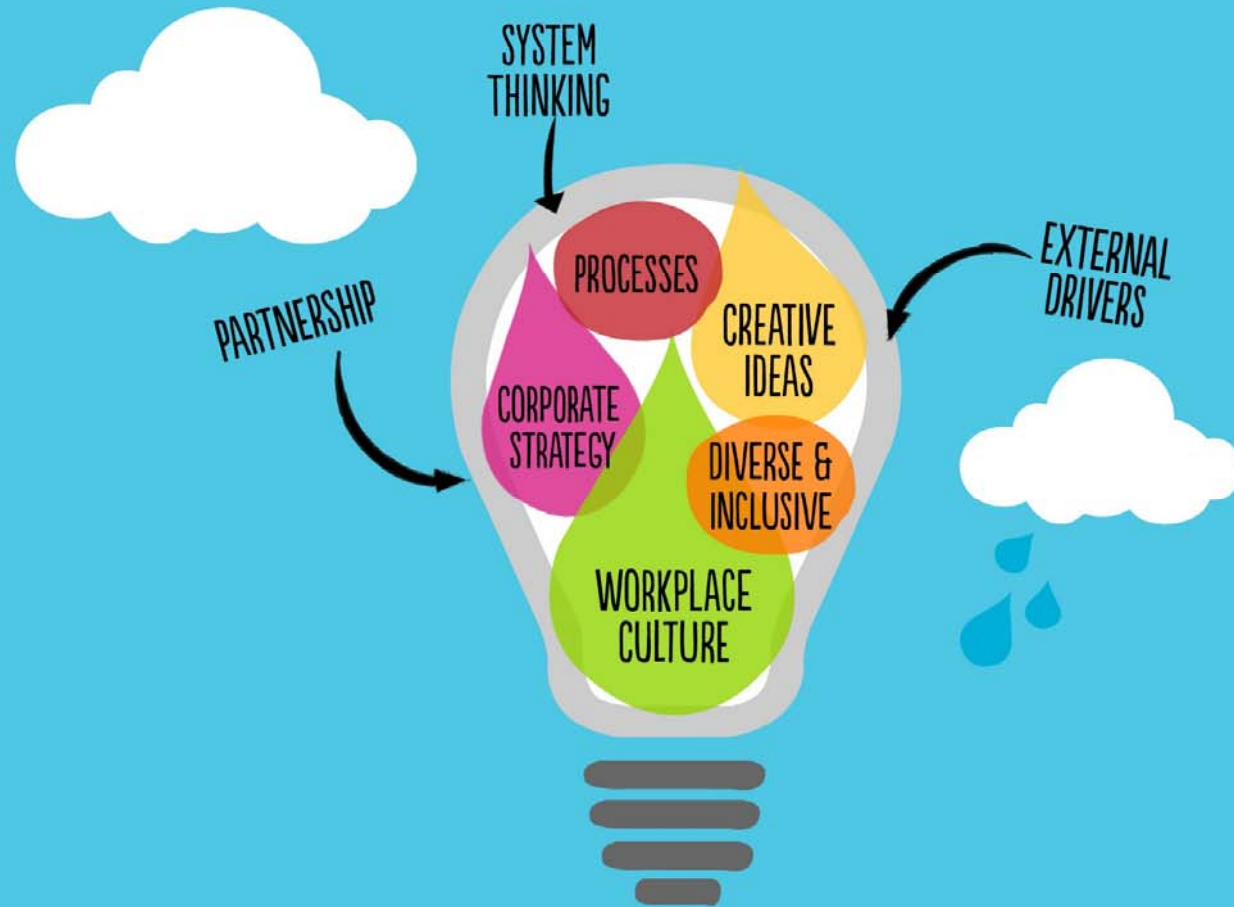 SYSTEM
THINKING
PARTNERSHIP
EXTERNAL
DRIVERS
PROCESSES
CREATIVE
IDEAS
CORPORATE
STRATEGY
DIVERSE &
INCLUSIVE
WORKPLACE
CULTURE